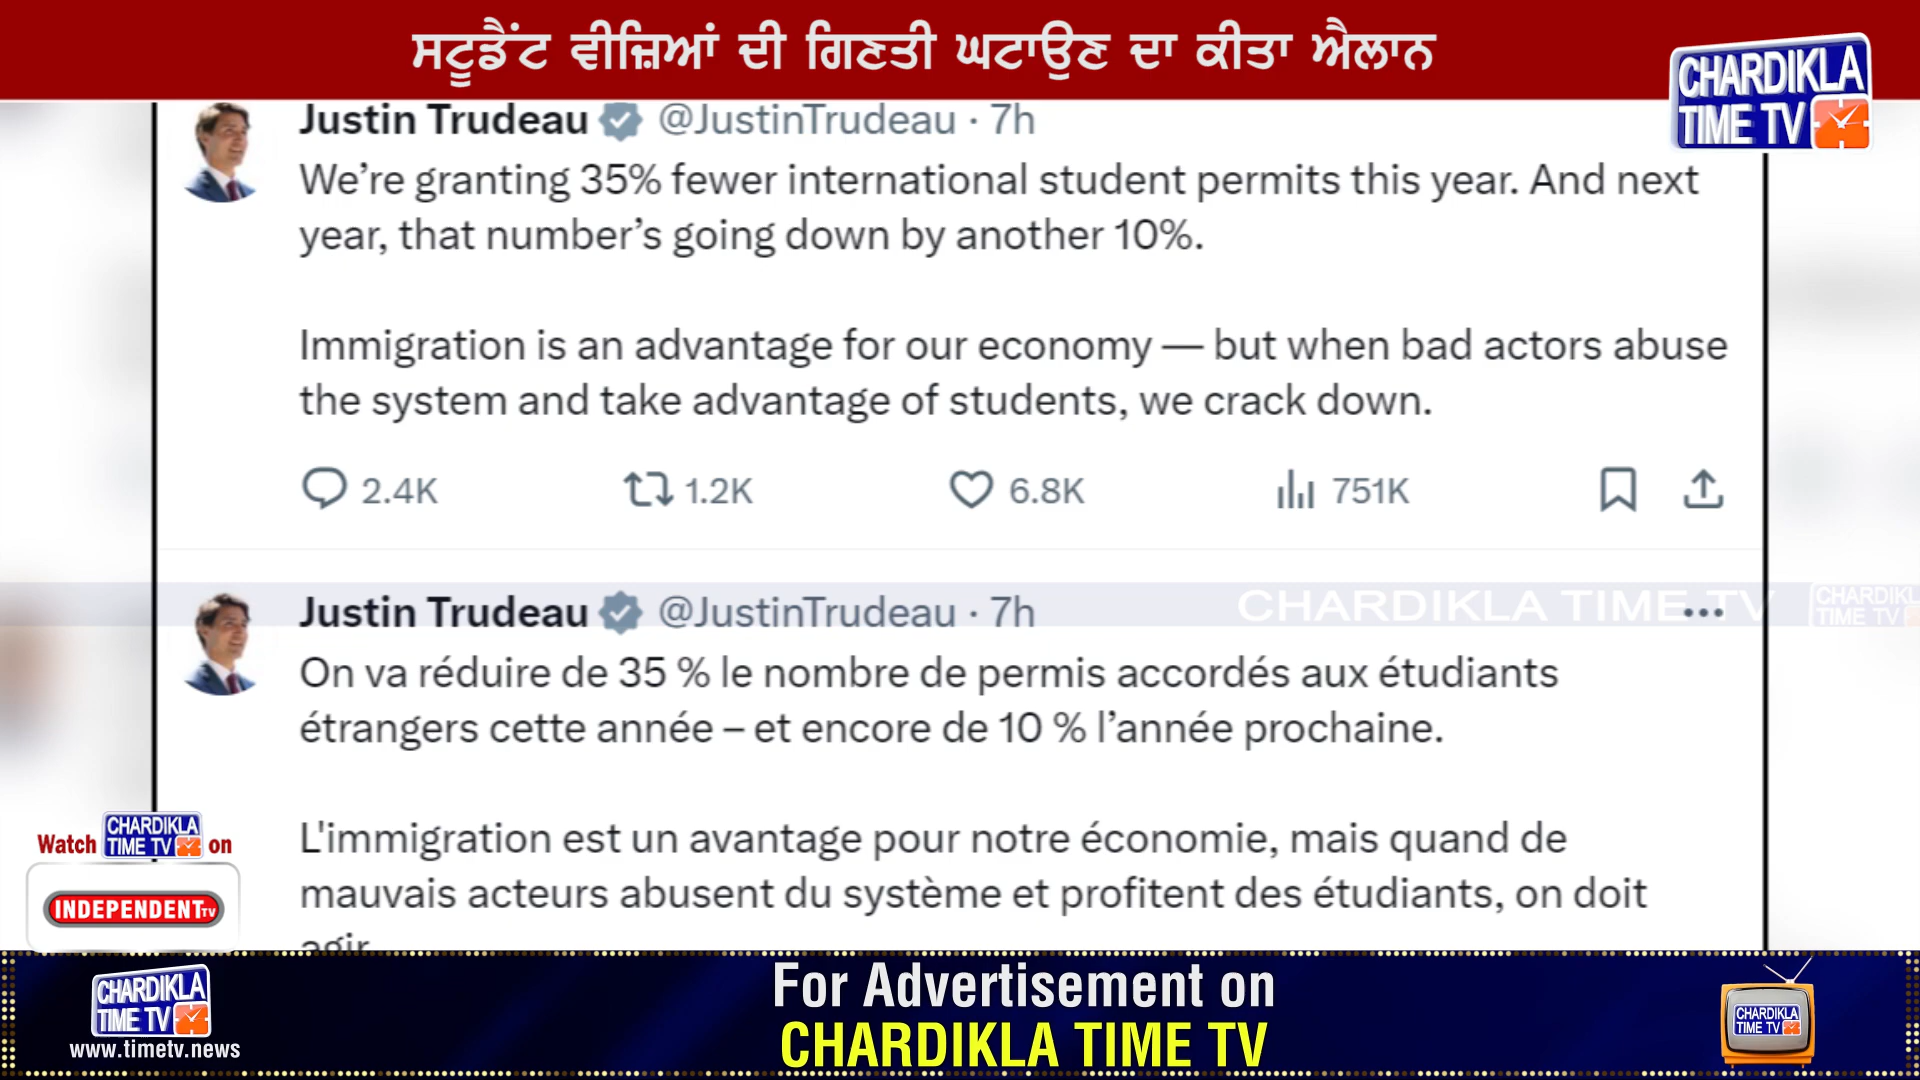 ਸਟੂਡੈਂਟ ਵੀਜ਼ਿਆਂ ਦੀ ਗਿਣਤੀ ਘਟਾਉਣ ਦਾ ਕੀਤਾ ਐਲਾਨ
CHARDIKLA
TIME TV
Justin Trudeau @JustinTrudeau · 7h
We’re granting 35% fewer international student permits this year. And next
year, that number’s going down by another 10%.
Immigration is an advantage for our economy — but when bad actors abuse
the system and take advantage of students, we crack down.
2.4K 1.2K 6.8K 751K
Justin Trudeau @JustinTrudeau · 7h
CHARDIKLA TIME TV
CHARDIKL
TIME TV
On va réduire de 35 % le nombre de permis accordés aux étudiants
étrangers cette année – et encore de 10 % l’année prochaine.
L'immigration est un avantage pour notre économie, mais quand de
mauvais acteurs abusent du système et profitent des étudiants, on doit
agir.
Watch CHARDIKLA TIME TV on
INDEPENDENT TV
CHARDIKLA
TIME TV
www.timetv.news
For Advertisement on
CHARDIKLA TIME TV
CHARDIKLA
TIME TV